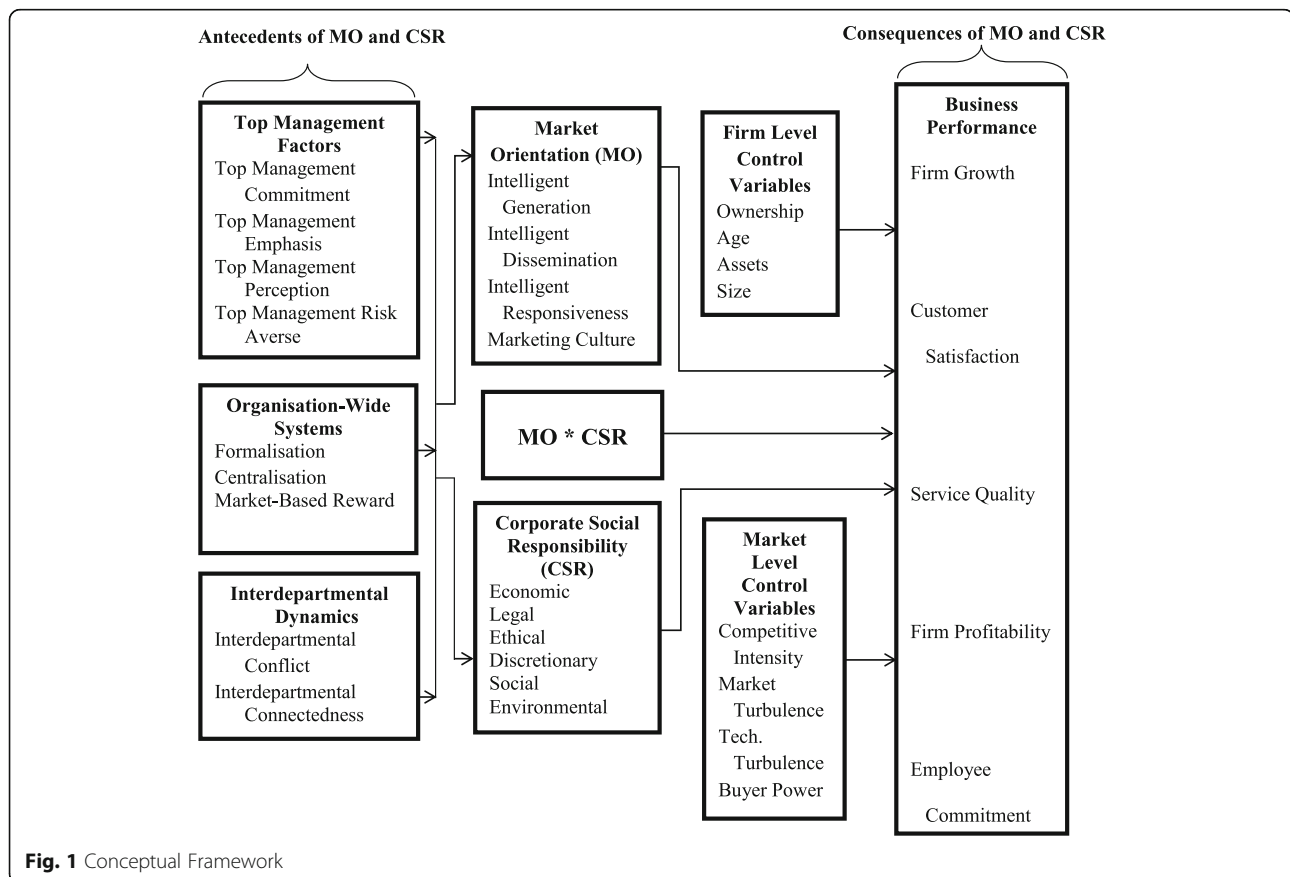 Antecedents of MO and CSR
Consequences of MO and CSR
Top Management
Factors
Top Management
Commitment
Top Management
Emphasis
Top Management
Perception
Top Management Risk
Averse
Organisation-Wide
Systems
Formalisation
Centralisation
Market-Based Reward
Interdepartmental
Dynamics
Interdepartmental
Conflict
Interdepartmental
Connectedness
Market
Orientation (MO)
Intelligent
Generation
Intelligent
Dissemination
Intelligent
Responsiveness
Marketing Culture
MO * CSR
Corporate Social
Responsibility
(CSR)
Economic
Legal
Ethical
Discretionary
Social
Environmental
Firm Level
Control
Variables
Ownership
Age
Assets
Size
Market
Level
Control
Variables
Competitive
Intensity
Market
Turbulence
Tech.
Turbulence
Buyer Power
Business
Performance
Firm Growth
Customer
Satisfaction
Service Quality
Firm Profitability
Employee
Commitment
Fig. 1 Conceptual Framework